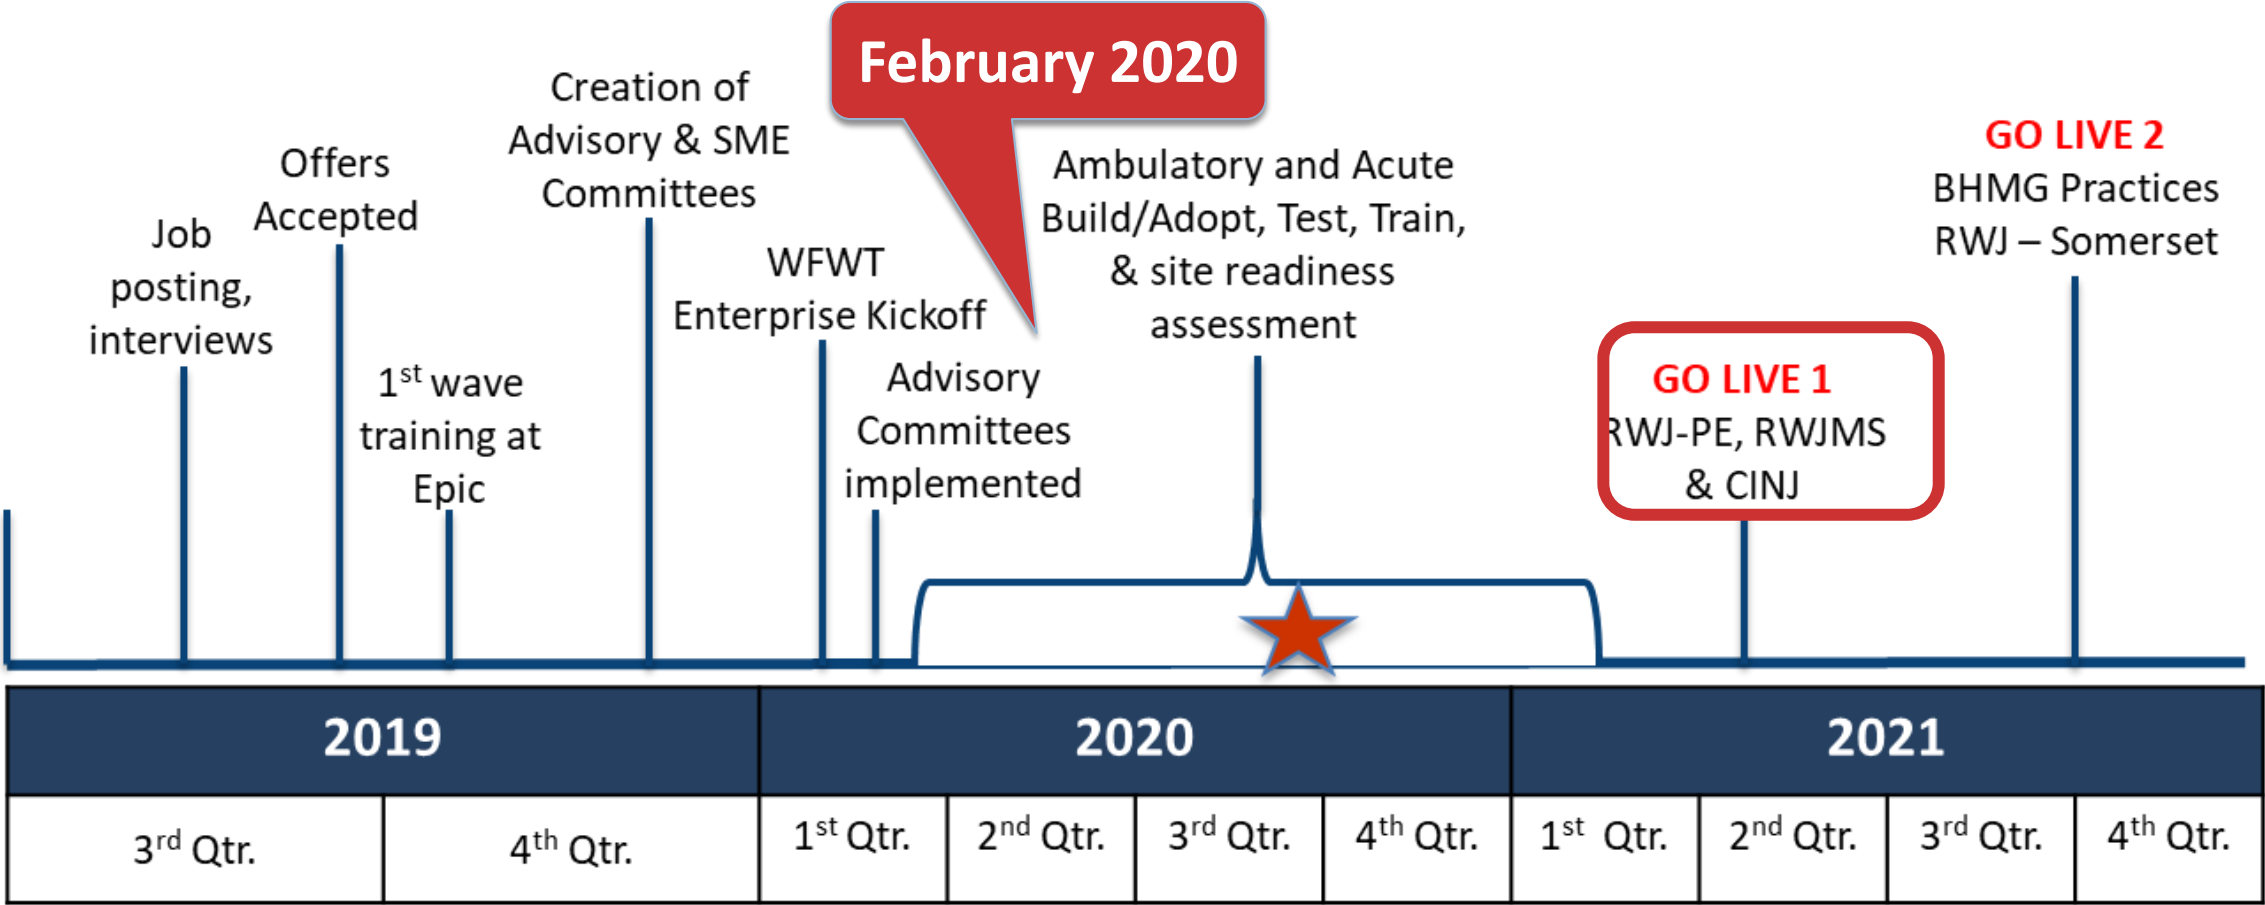 February 2020
Job
posting,
interviews
Offers
Accepted
1st wave
training at
Epic
Creation of
Advisory & SME
Committees
WFWT
Enterprise Kickoff
Advisory
Committees
implemented
Ambulatory and Acute
Build/Adopt, Test, Train,
& site readiness
assessment
GO LIVE 1
RWJ-PE, RWJMS
& CINJ
GO LIVE 2
BHMG Practices
RWJ – Somerset
2019 2020 2021
3rd Qtr. 4th Qtr. 1st Qtr. 2nd Qtr. 3rd Qtr. 4th Qtr. 1st Qtr. 2nd Qtr. 3rd Qtr. 4th Qtr.